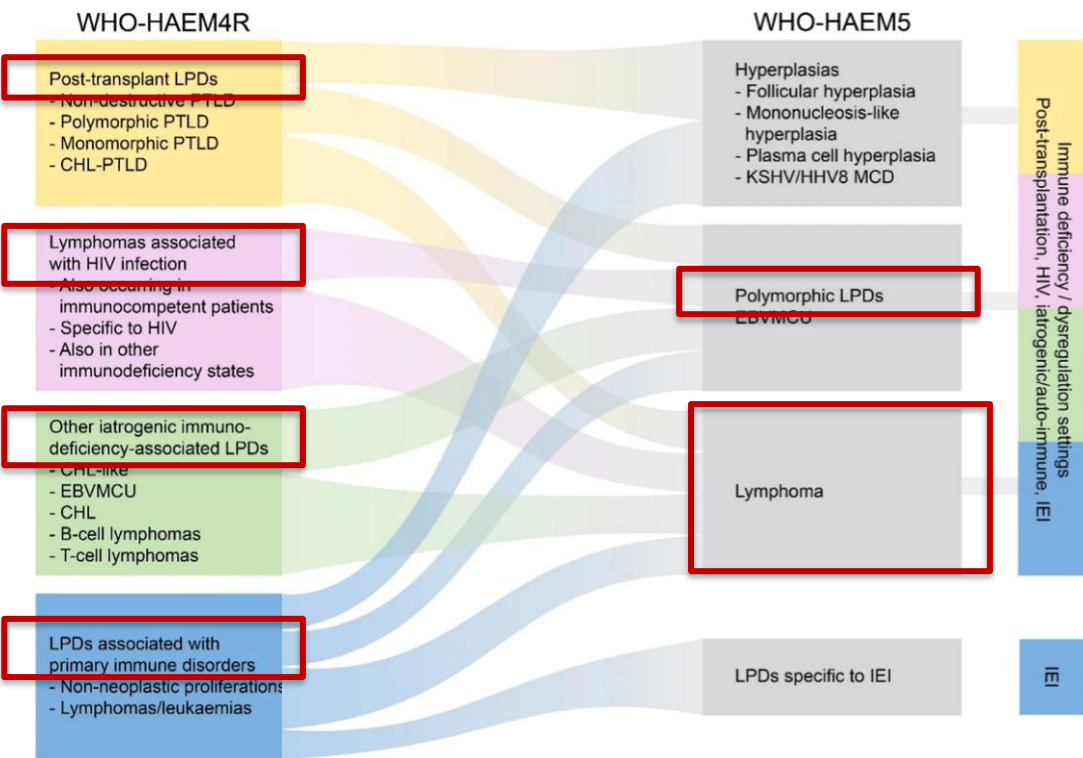 WHO-HAEM4R
Post-transplant LPDs
- Non-destructive PTLD
- Polymorphic PTLD
- Monomorphic PTLD
- CHL-PTLD
Lymphomas associated
with HIV infection
- Also occurring in
immunocompetent patients
- Specific to HIV
- Also in other
immunodeficiency states
Other iatrogenic immuno-
deficiency-associated LPDs
- CHL-like
- EBVMCU
- CHL
- B-cell lymphomas
- T-cell lymphomas
LPDs associated with
primary immune disorders
- Non-neoplastic proliferations
- Lymphomas/leukaemias
WHO-HAEM5
Hyperplasias
- Follicular hyperplasia
- Mononucleosis-like
hyperplasia
- Plasma cell hyperplasia
- KSHV/HHV8 MCD
Polymorphic LPDs
EBVMCU
Lymphoma
LPDs specific to IEI
Immune deficiency / dysregulation settings
Post-transplantation, HIV, iatrogenic/auto-immune, IEI
IEI